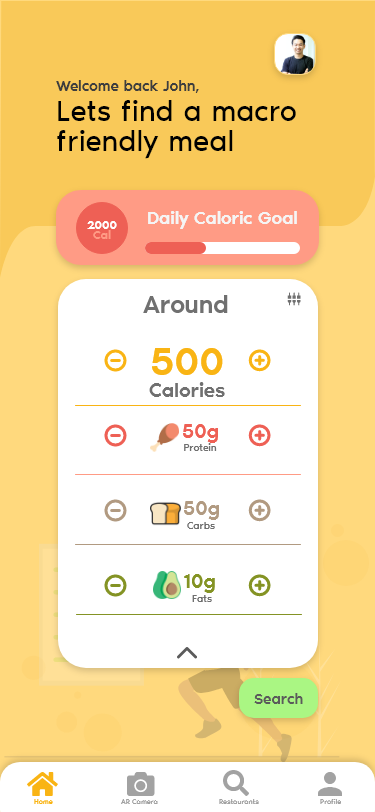 Welcome back John,
Lets find a macro
friendly meal
2000
Cal
Daily Caloric Goal
Around
500
Calories
50g
Protein
50g
Carbs
10g
Fats
Search
Home
AR Camera
Restaurants
Profile